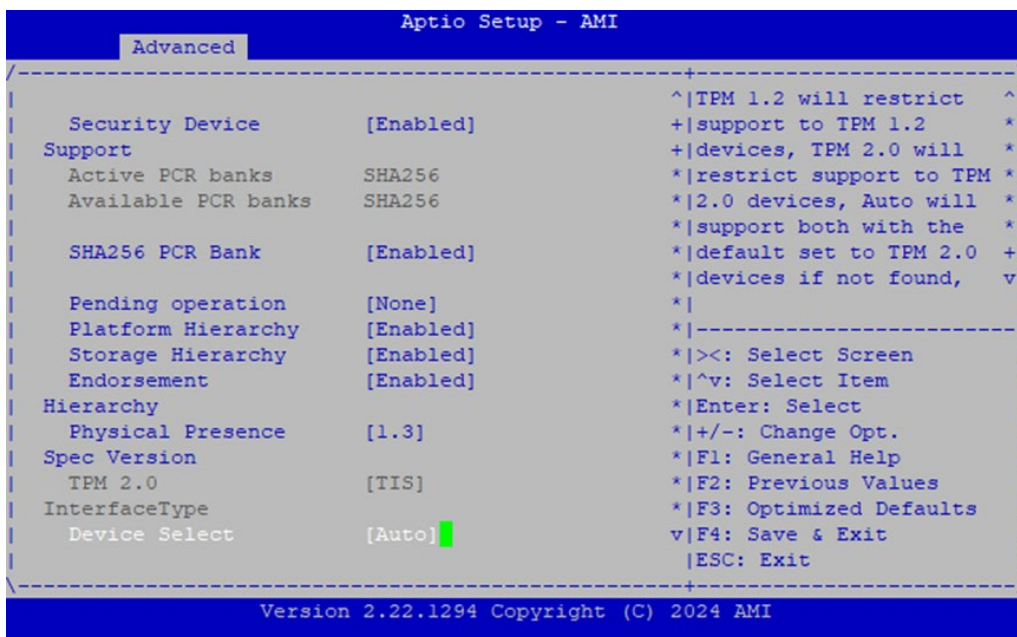 Aptio Setup - AMI
Advanced
/----------------------------------------------------+-------------------------
| ^|TPM 1.2 will restrict ^
| Security Device [Enabled] +|support to TPM 1.2 *
| Support +|devices, TPM 2.0 will *
| Active PCR banks SHA256 *|restrict support to TPM *
| Available PCR banks SHA256 *|2.0 devices, Auto will *
| *|support both with the *
| SHA256 PCR Bank [Enabled] *|default set to TPM 2.0 +
| *|devices if not found, v
| Pending operation [None] *|
| Platform Hierarchy [Enabled] *|-------------------------
| Storage Hierarchy [Enabled] *|><: Select Screen
| Endorsement [Enabled] *|^v: Select Item
| Hierarchy *|Enter: Select
| Physical Presence [1.3] *|+/-: Change Opt.
| Spec Version *|F1: General Help
| TPM 2.0 [TIS] *|F2: Previous Values
| InterfaceType *|F3: Optimized Defaults
| Device Select [Auto] v|F4: Save & Exit
| |ESC: Exit
\----------------------------------------------------+-------------------------
Version 2.22.1294 Copyright (C) 2024 AMI